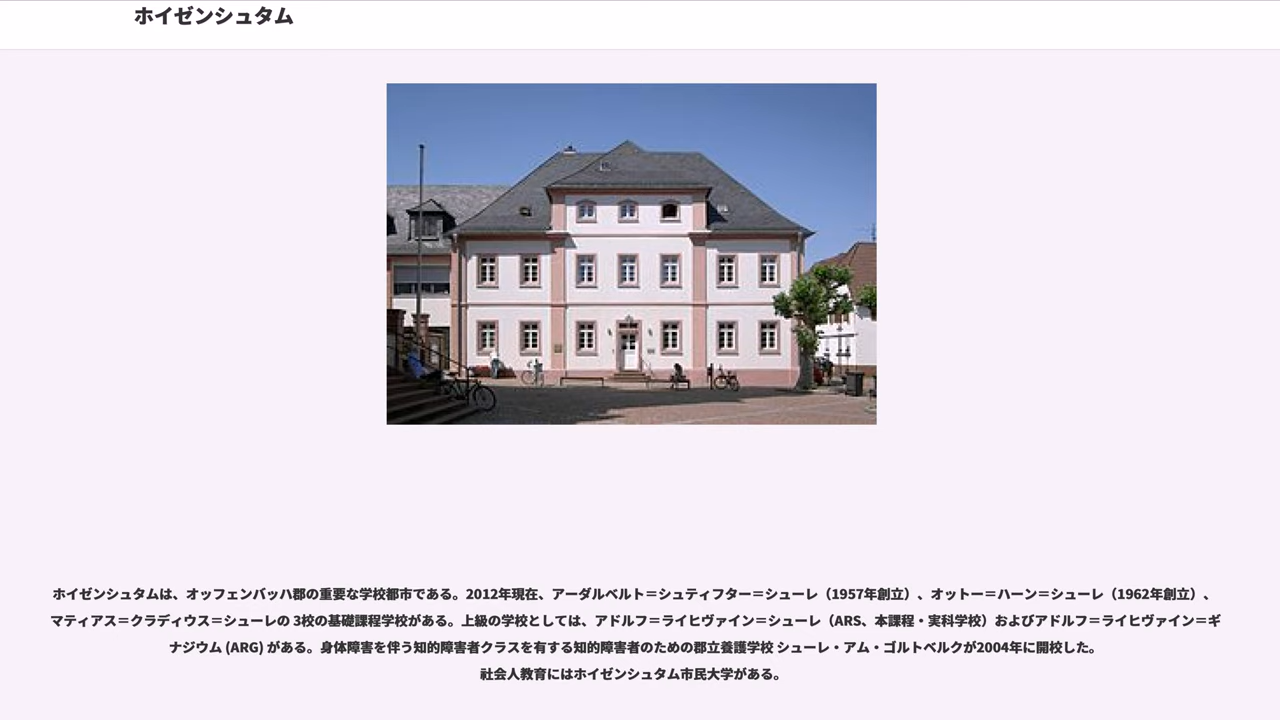 ホイゼンシュタム
ホイゼンシュタムは、オッフェンバッハ郡の重要な学校都市である。2012年現在、アーダルベルト＝シュティフター＝シューレ（1957年創立）、オットー＝ハーン＝シューレ（1962年創立）、
マティアス＝クラディウス＝シューレの 3校の基礎課程学校がある。上級の学校としては、アドルフ＝ライヒヴァイン＝シューレ（ARS、本課程・実科学校）およびアドルフ＝ライヒヴァイン＝ギ
ナジウム (ARG) がある。身体障害を伴う知的障害者クラスを有する知的障害者のための郡立養護学校 シューレ・アム・ゴルトベルクが2004年に開校した。
社会人教育にはホイゼンシュタム市民大学がある。